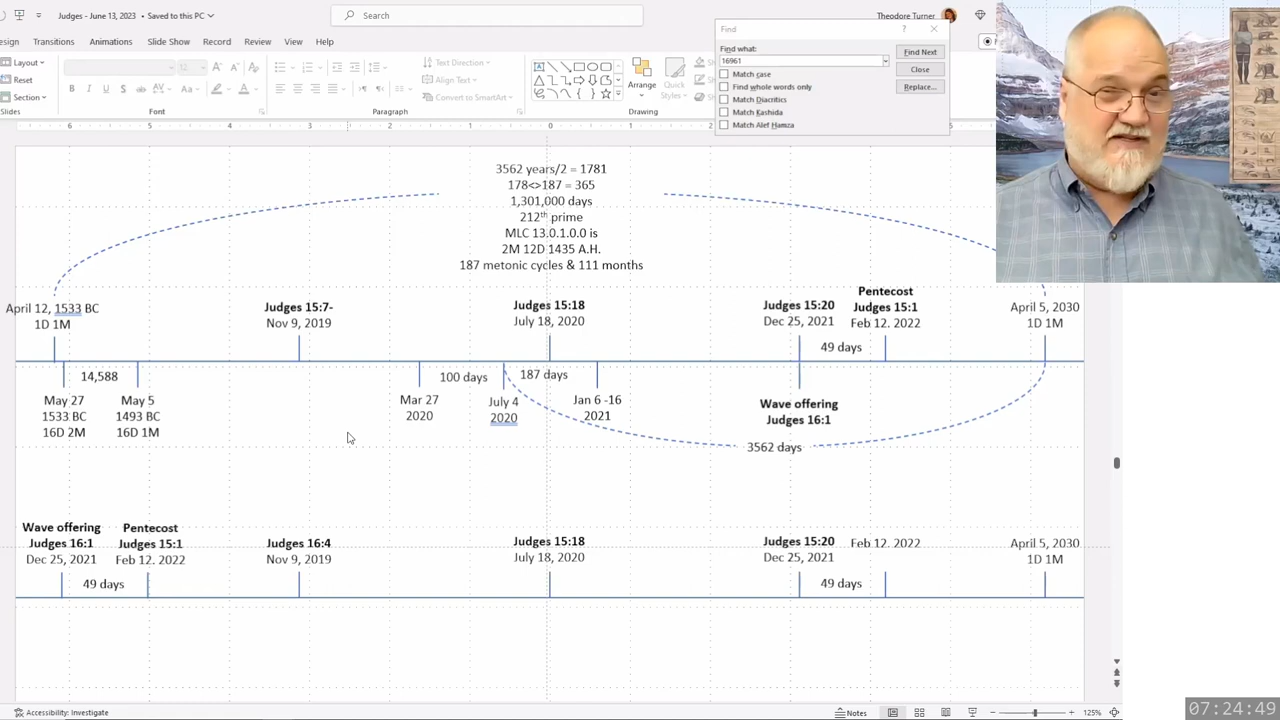 Judges - June 13, 2023 • Saved to this PC
Search
Theodore Turner
Transitions
Animations
Slide Show
Record
Review
View
Help
Layout
Reset
Section
Slides
Font
Paragraph
Text Direction
Align Text
Convert to SmartArt
Arrange
Quick
Styles
Drawing
Find
Find what:
16961
Match case
Find whole words only
Match Diacritics
Match Kashida
Match Alef Hamza
Find Next
Close
Replace...
3562 years/2 = 1781
178<>187 = 365
1,301,000 days
212th prime
MLC 13.0.1.0.0 is
2M 12D 1435 A.H.
187 metonic cycles & 111 months
April 12, 1533 BC
1D 1M
Judges 15:7-
Nov 9, 2019
Judges 15:18
July 18, 2020
Judges 15:20
Dec 25, 2021
Pentecost
Judges 15:1
Feb 12. 2022
April 5, 2030
1D 1M
49 days
14,588
May 27
1533 BC
16D 2M
May 5
1493 BC
16D 1M
100 days
187 days
Mar 27
2020
July 4
2020
Jan 6 -16
2021
Wave offering
Judges 16:1
3562 days
Wave offering
Judges 16:1
Dec 25, 2021
Pentecost
Judges 15:1
Feb 12. 2022
Judges 16:4
Nov 9, 2019
Judges 15:18
July 18, 2020
Judges 15:20
Dec 25, 2021
Feb 12. 2022
April 5, 2030
1D 1M
49 days
49 days
Accessibility: Investigate
Notes
125%
07:24:49